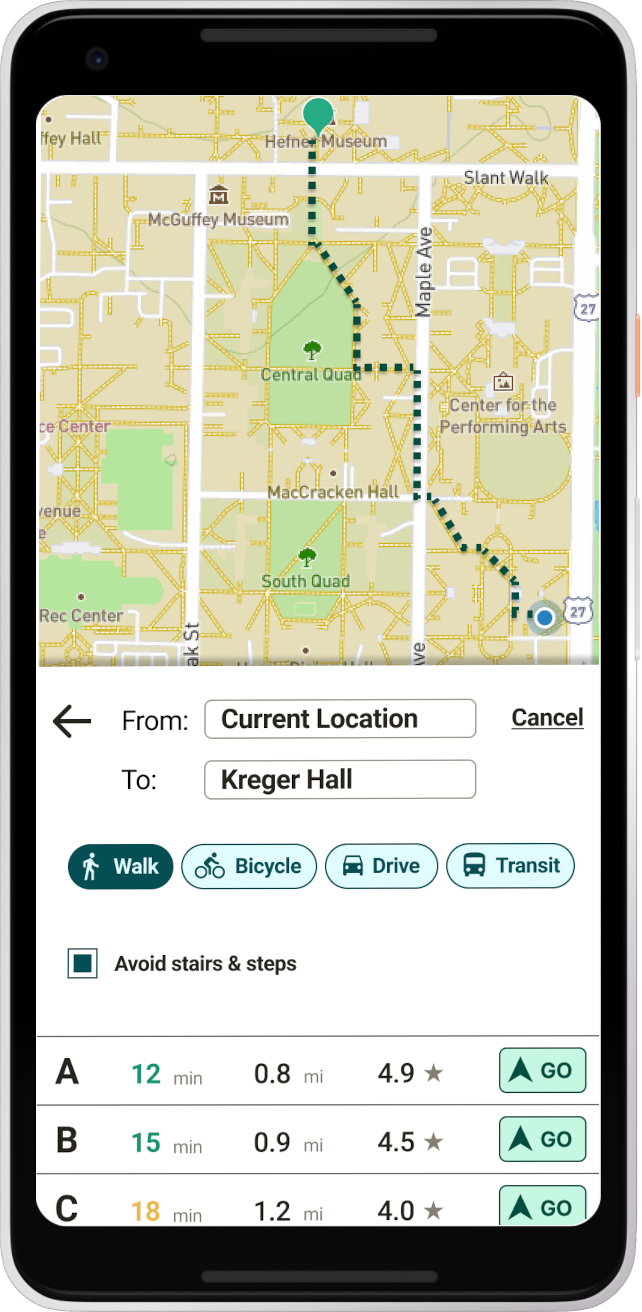 ffey Hall
Hefner Museum
Slant Walk
McGuffey Museum
Maple Ave
27
Central Quad
Center for the
Performing Arts
ce Center
MacCracken Hall
venue
e
South Quad
27
Rec Center
ak St
Ave
From: Current Location Cancel
To: Kreger Hall
Walk Bicycle Drive Transit
Avoid stairs & steps
A 12 min 0.8 mi 4.9 ★ GO
B 15 min 0.9 mi 4.5 ★ GO
C 18 min 1.2 mi 4.0 ★ GO